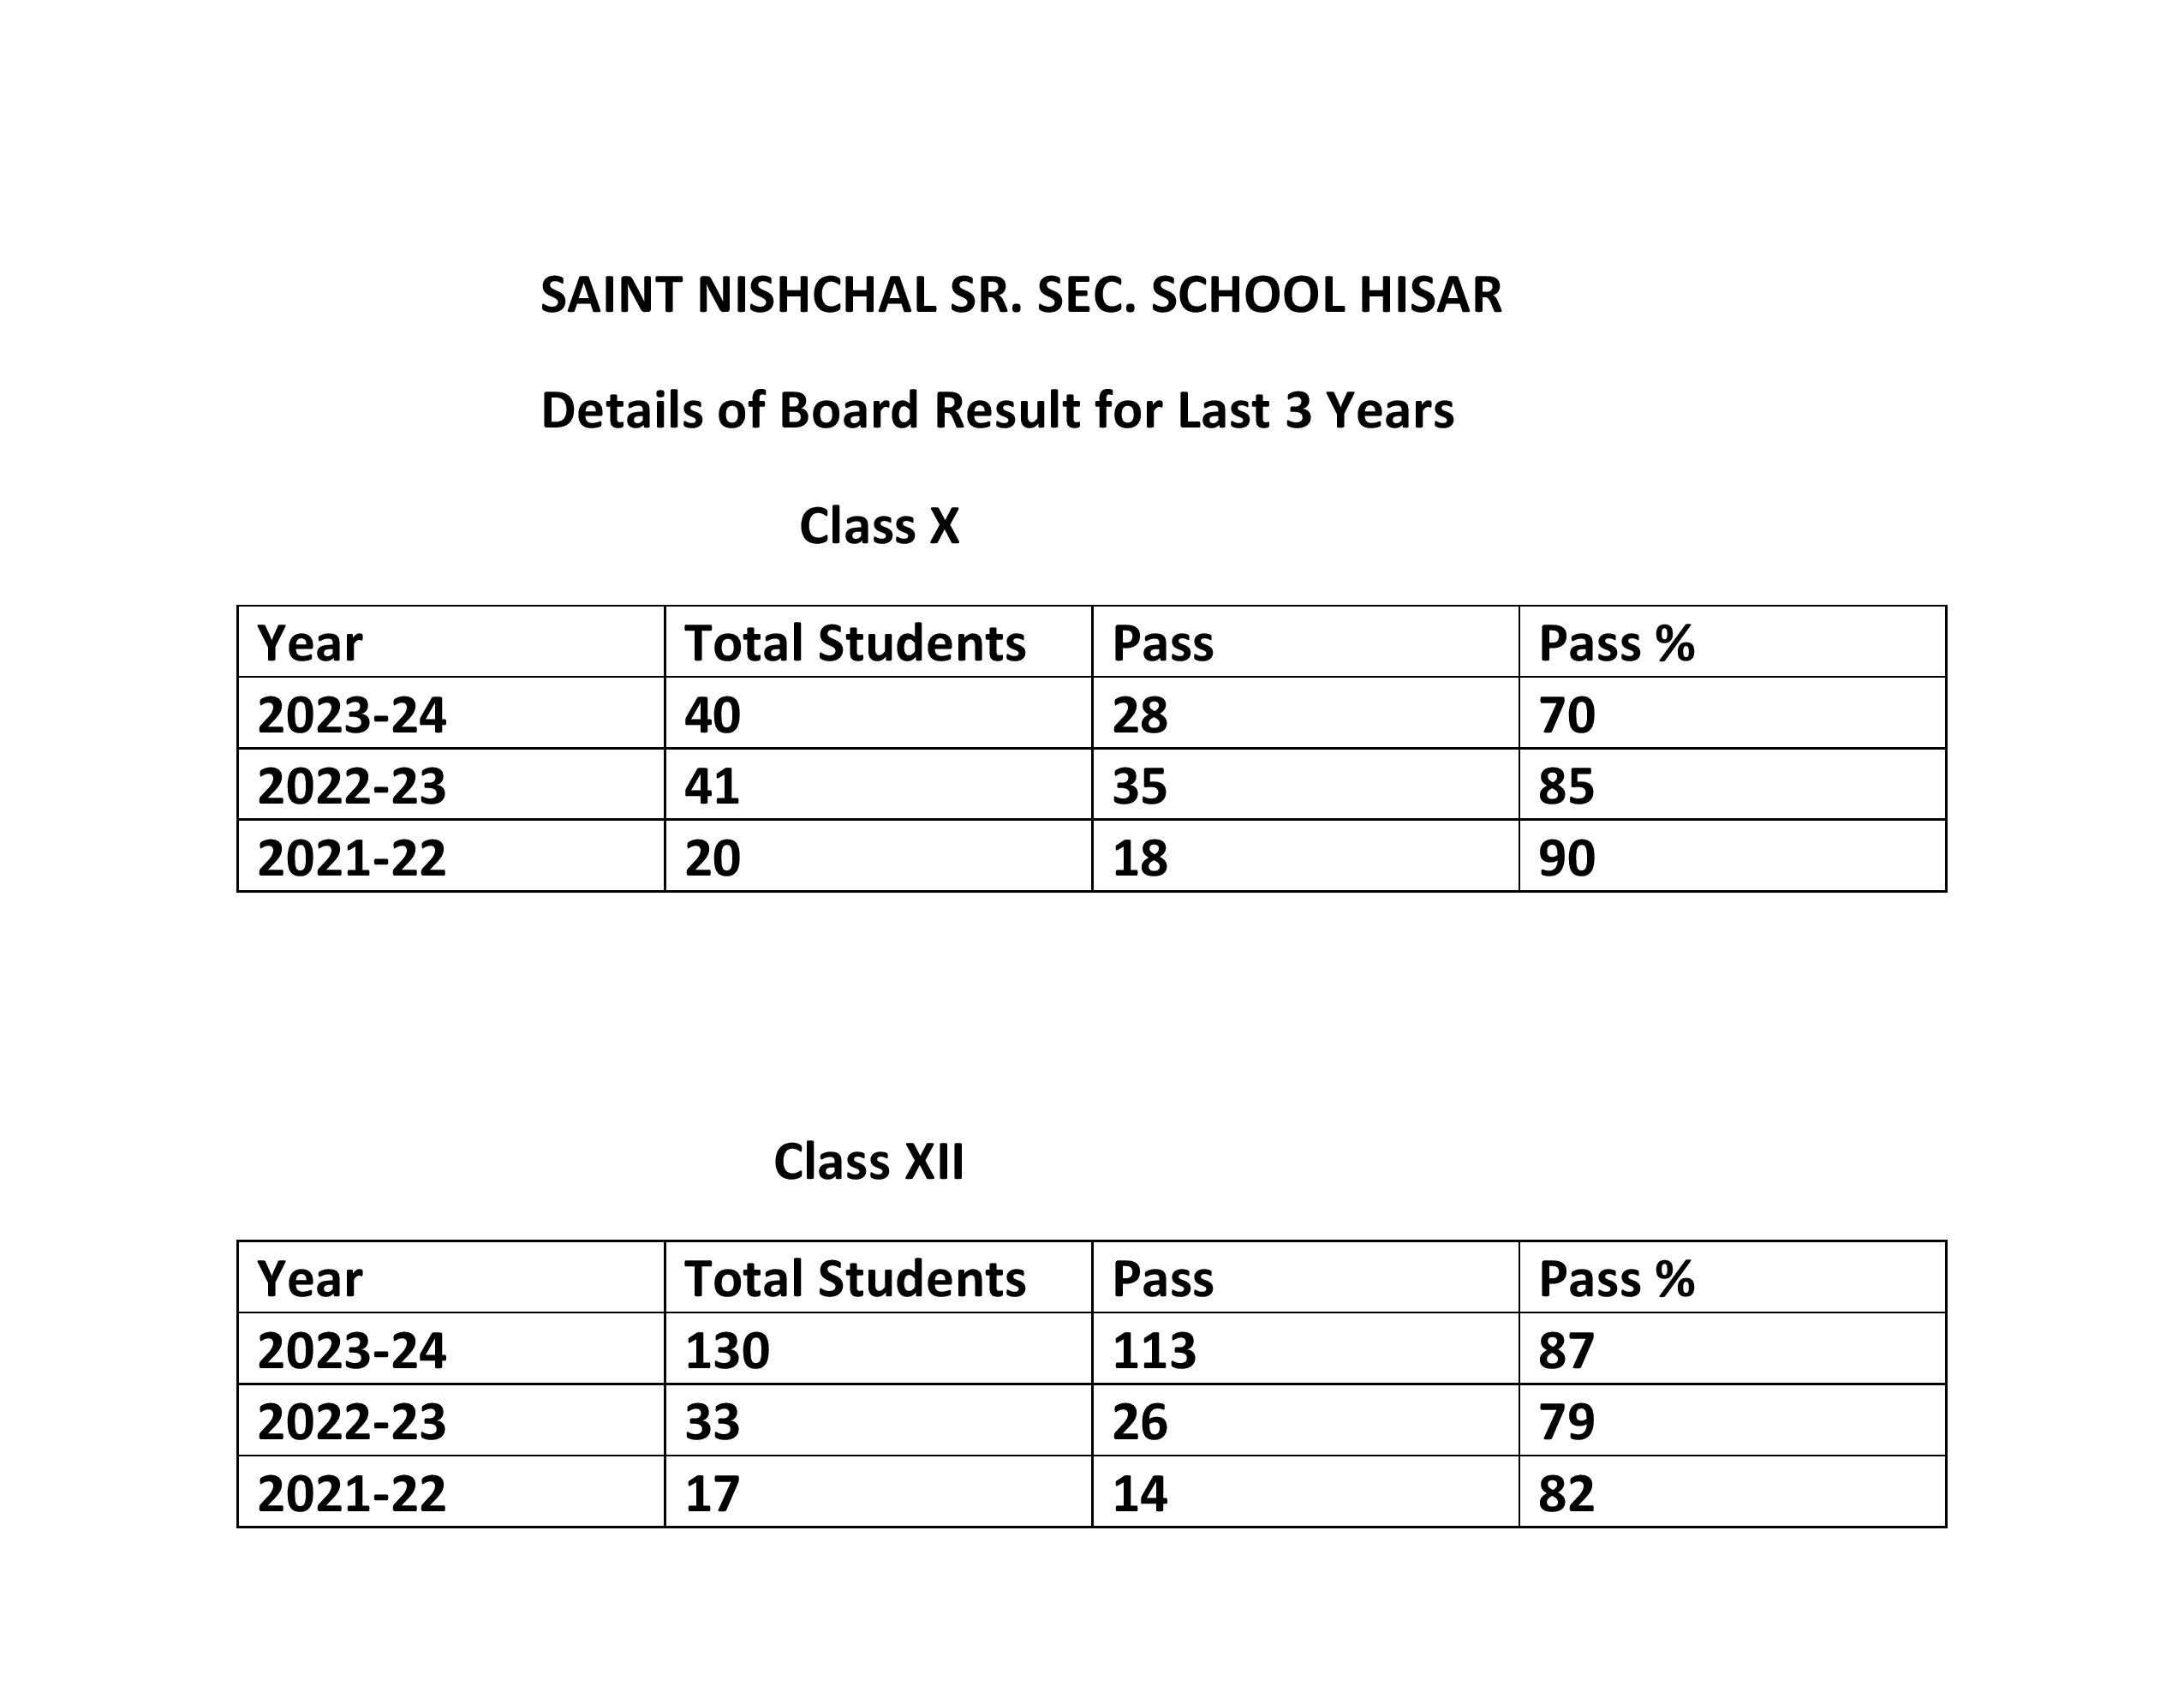 SAINT NISHCHAL SR. SEC. SCHOOL HISAR
Details of Board Result for Last 3 Years
Class X
Year Total Students Pass Pass %
2023-24 40 28 70
2022-23 41 35 85
2021-22 20 18 90
Class XII
Year Total Students Pass Pass %
2023-24 130 113 87
2022-23 33 26 79
2021-22 17 14 82